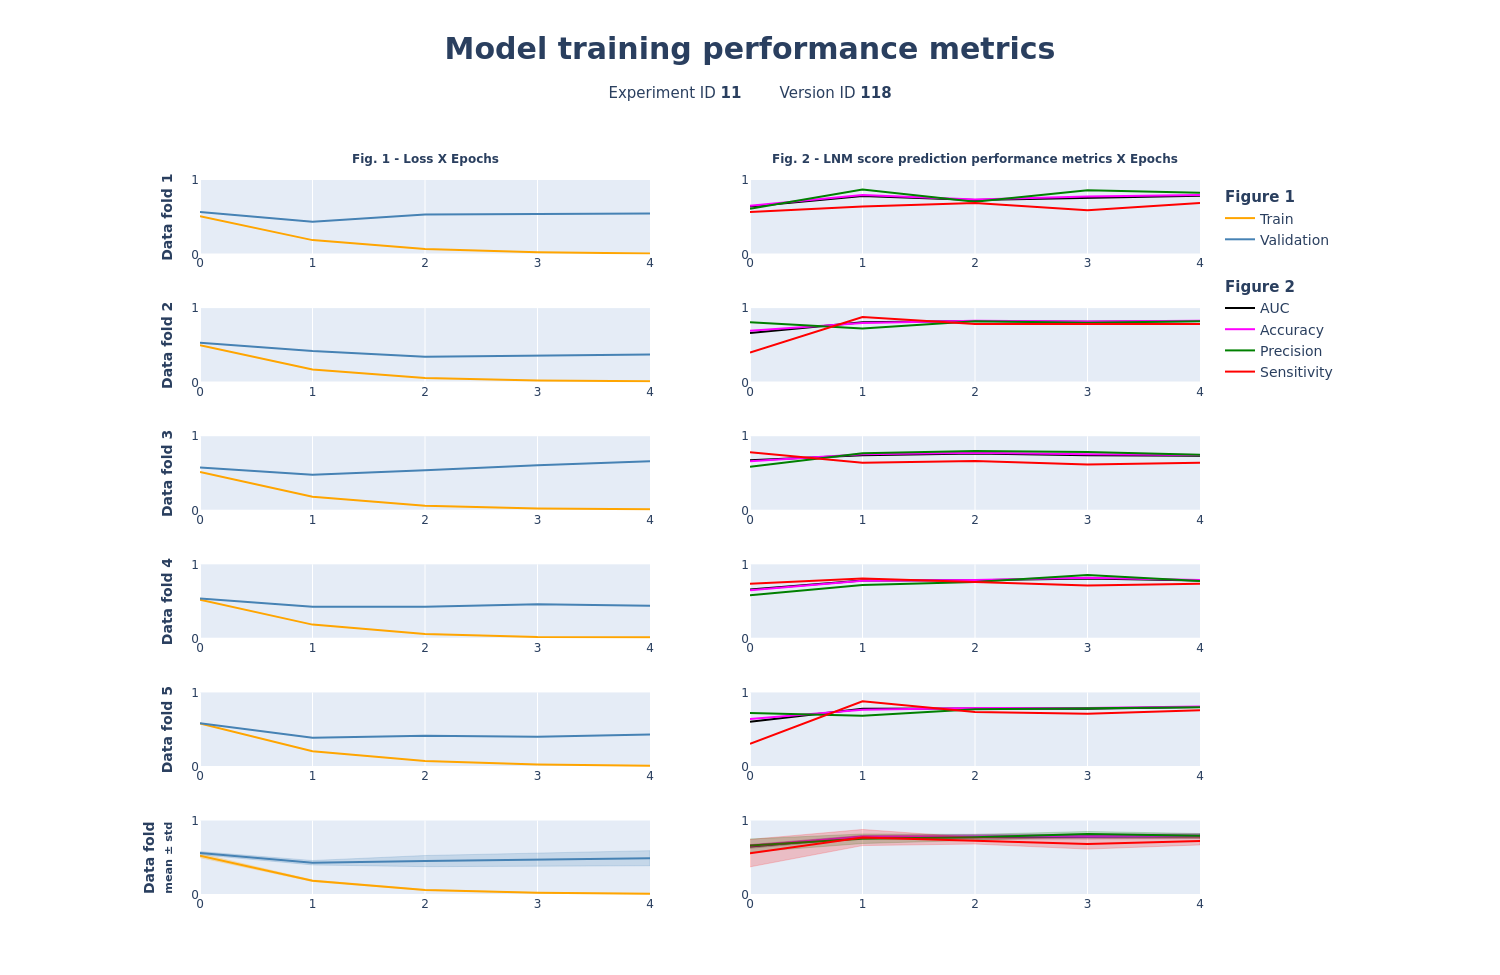 Model training performance metrics
Experiment ID 11 Version ID 118
Fig. 1 - Loss X Epochs
Fig. 2 - LNM score prediction performance metrics X Epochs
Data fold 1
1
0
0 1 2 3 4
1
0
0 1 2 3 4
Figure 1
Train
Validation
Figure 2
AUC
Accuracy
Precision
Sensitivity
Data fold 2
1
0
0 1 2 3 4
1
0
0 1 2 3 4
Data fold 3
1
0
0 1 2 3 4
1
0
0 1 2 3 4
Data fold 4
1
0
0 1 2 3 4
1
0
0 1 2 3 4
Data fold 5
1
0
0 1 2 3 4
1
0
0 1 2 3 4
Data fold
mean ± std
1
0
0 1 2 3 4
1
0
0 1 2 3 4